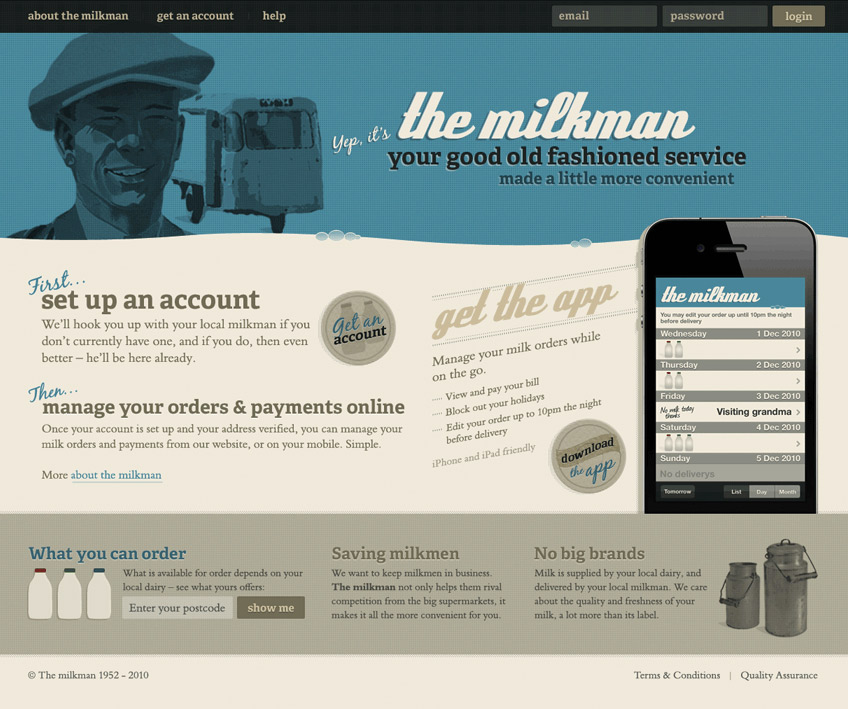 about the milkman
get an account
help
email
password
login
Yep, it's
the milkman
your good old fashioned service
made a little more convenient
First...
set up an account
We'll hook you up with your local milkman if you
don't currently have one, and if you do, then even
better – he'll be here already.
Get an
account
Then...
manage your orders & payments online
Once your account is set up and your address verified, you can manage your
milk orders and payments from our website, or on your mobile. Simple.
More about the milkman
get the app
Manage your milk orders while
on the go.
View and pay your bill
Block out your holidays
Edit your order up to 10pm the night
before delivery
iPhone and iPad friendly
download
the app
the milkman
You may edit your order up until 10pm the night
before delivery
Wednesday 1 Dec 2010
Thursday 2 Dec 2010
Friday 3 Dec 2010
No milk today
thanks
Visiting grandma
Saturday 4 Dec 2010
Sunday 5 Dec 2010
No deliverys
Tomorrow
List
Day
Month
What you can order
What is available for order depends on your
local dairy – see what yours offers:
Enter your postcode
show me
Saving milkmen
We want to keep milkmen in business.
The milkman not only helps them rival
competition from the big supermarkets, it
makes it all the more convenient for you.
No big brands
Milk is supplied by your local dairy, and
delivered by your local milkman. We care
about the quality and freshness of your
milk, a lot more than its label.
© The milkman 1952 - 2010
Terms & Conditions | Quality Assurance